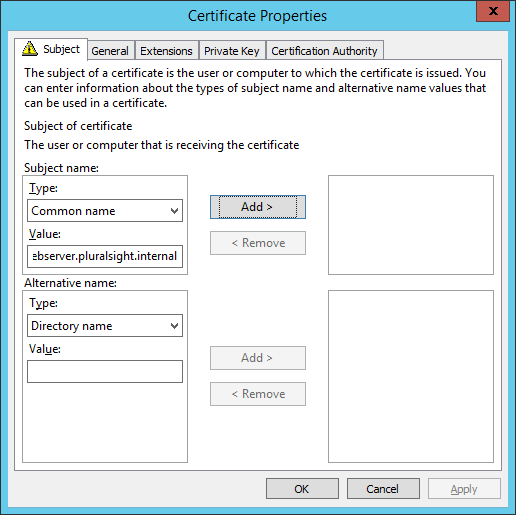 Certificate Properties
x
Subject
General
Extensions
Private Key
Certification Authority
The subject of a certificate is the user or computer to which the certificate is issued. You
can enter information about the types of subject name and alternative name values that
can be used in a certificate.
Subject of certificate
The user or computer that is receiving the certificate
Subject name:
Type:
Common name
Add >
Value:
ebserver.pluralsight.internal
< Remove
Alternative name:
Type:
Directory name
Value:
Add >
< Remove
OK
Cancel
Apply